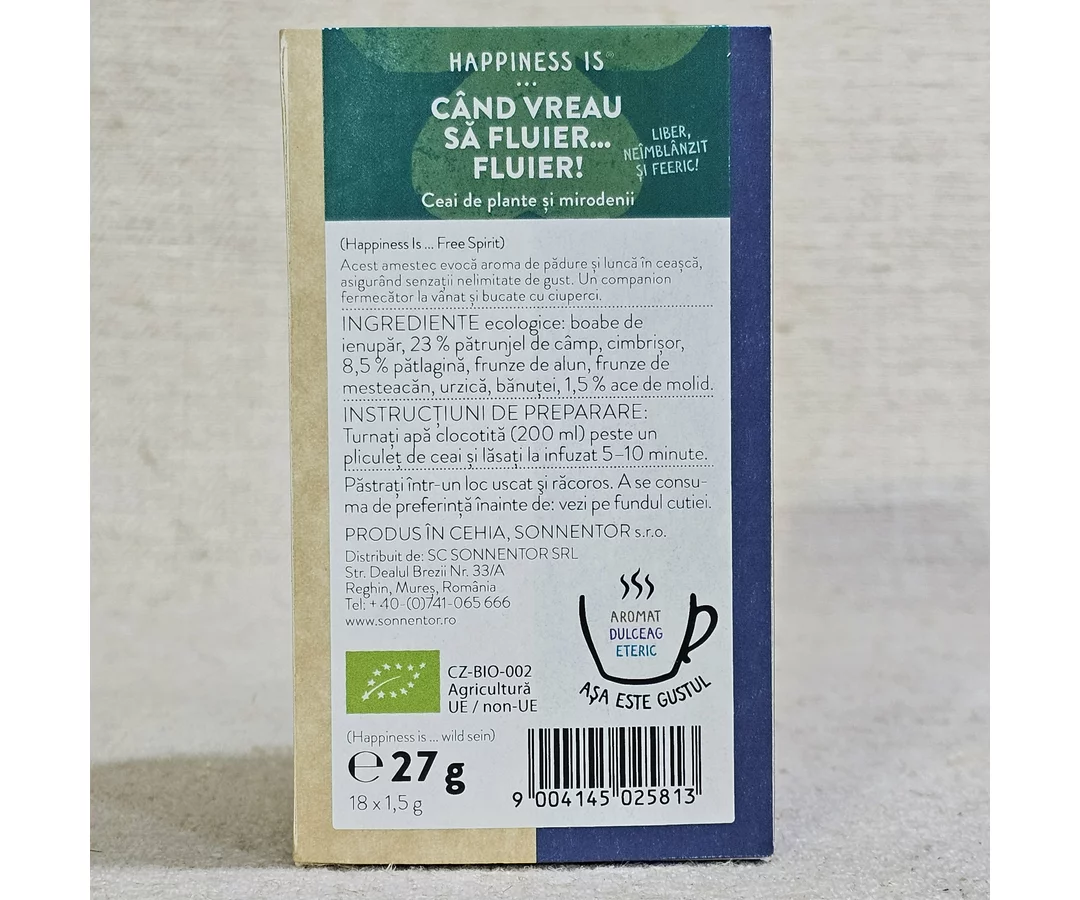 HAPPINESS IS®
...
CÂND VREAU
SĂ FLUIER...
FLUIER!
LIBER,
NEÎMBLÂNZIT
ȘI FEERIC!
Ceai de plante și mirodenii
(Happiness Is ... Free Spirit)
Acest amestec evocă aroma de pădure și luncă în ceașcă,
asigurând senzații nelimitate de gust. Un companion
fermecător la vânat și bucate cu ciuperci.
INGREDIENTE ecologice: boabe de
ienupăr, 23 % pătrunjel de câmp, cimbrișor,
8,5 % pătlagină, frunze de alun, frunze de
mesteacăn, urzică, bănuței, 1,5 % ace de molid.
INSTRUCȚIUNI DE PREPARARE:
Turnați apă clocotită (200 ml) peste un
pliculeț de ceai și lăsați la infuzat 5–10 minute.
Păstrați într-un loc uscat şi răcoros. A se consu-
ma de preferință înainte de: vezi pe fundul cutiei.
PRODUS ÎN CEHIA, SONNENTOR s.r.o.
Distribuit de: SC SONNENTOR SRL
Str. Dealul Brezii Nr. 33/A
Reghin, Mureș, România
Tel: +40-(0)741-065 666
www.sonnentor.ro
AROMAT
DULCEAG
ETERIC
AȘA ESTE GUSTUL
CZ-BIO-002
Agricultură
UE / non-UE
(Happiness is ... wild sein)
℮ 27 g
18 x 1,5 g
9 004145 025813